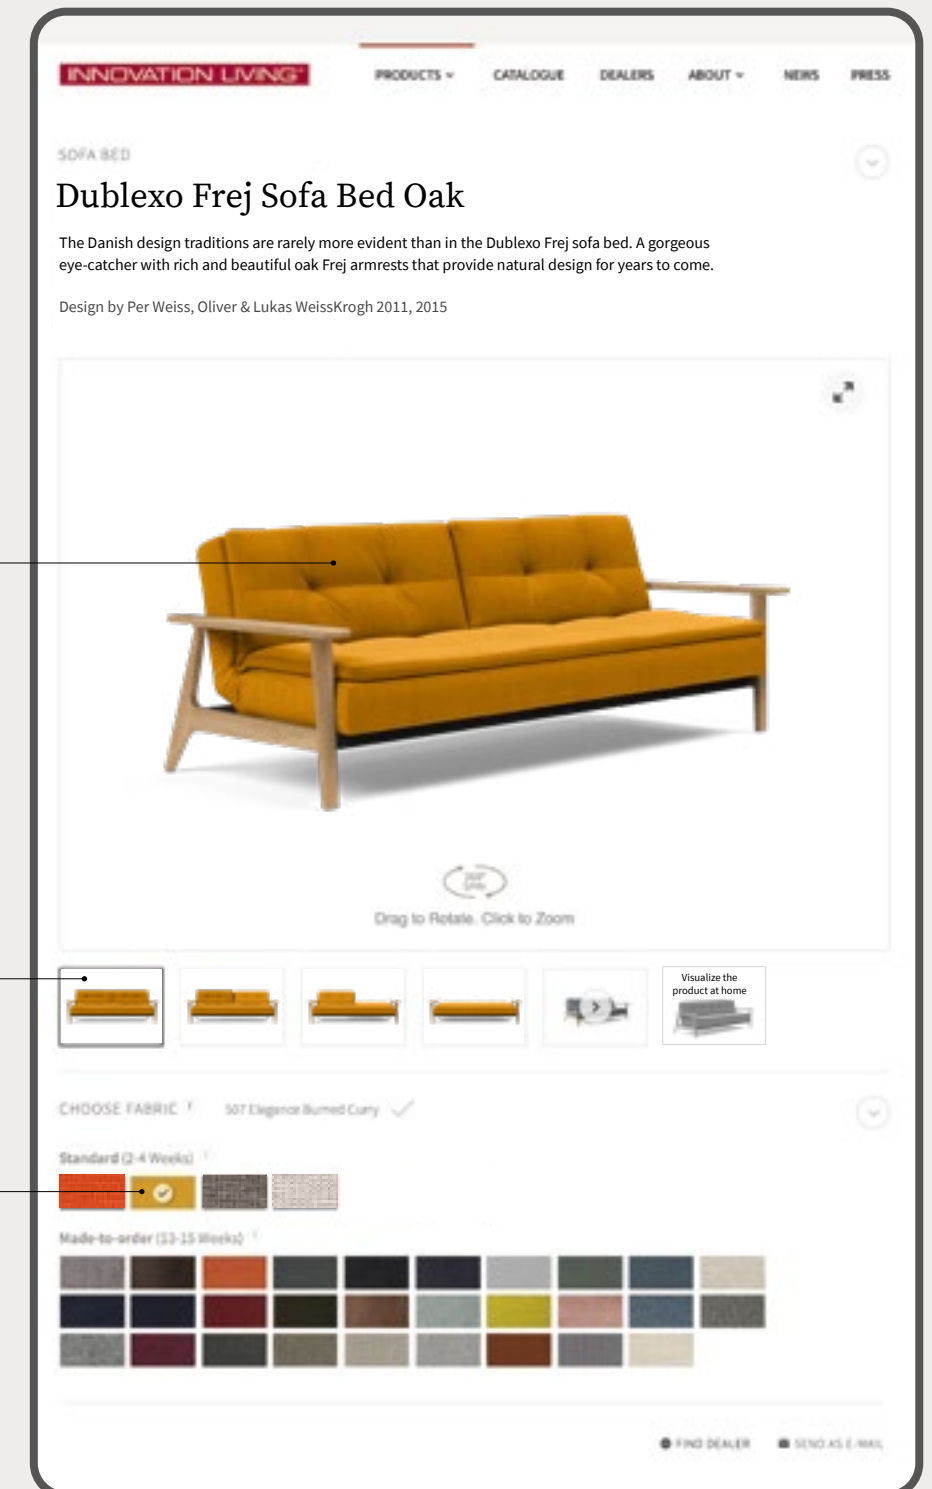 INNOVATION LIVING
PRODUCTS CATALOGUE DEALERS ABOUT NEWS PRESS
SOFA BED
Dublexo Frej Sofa Bed Oak
The Danish design traditions are rarely more evident than in the Dublexo Frej sofa bed. A gorgeous
eye-catcher with rich and beautiful oak Frej armrests that provide natural design for years to come.
Design by Per Weiss, Oliver & Lukas WeissKrogh 2011, 2015
Drag to Rotate. Click to Zoom
Visualize the
product at home
CHOOSE FABRIC 507 Elegance Burned Curry
Standard (2-4 Weeks)
Made-to-order (13-15 Weeks)
FIND DEALER SEND AS E-MAIL